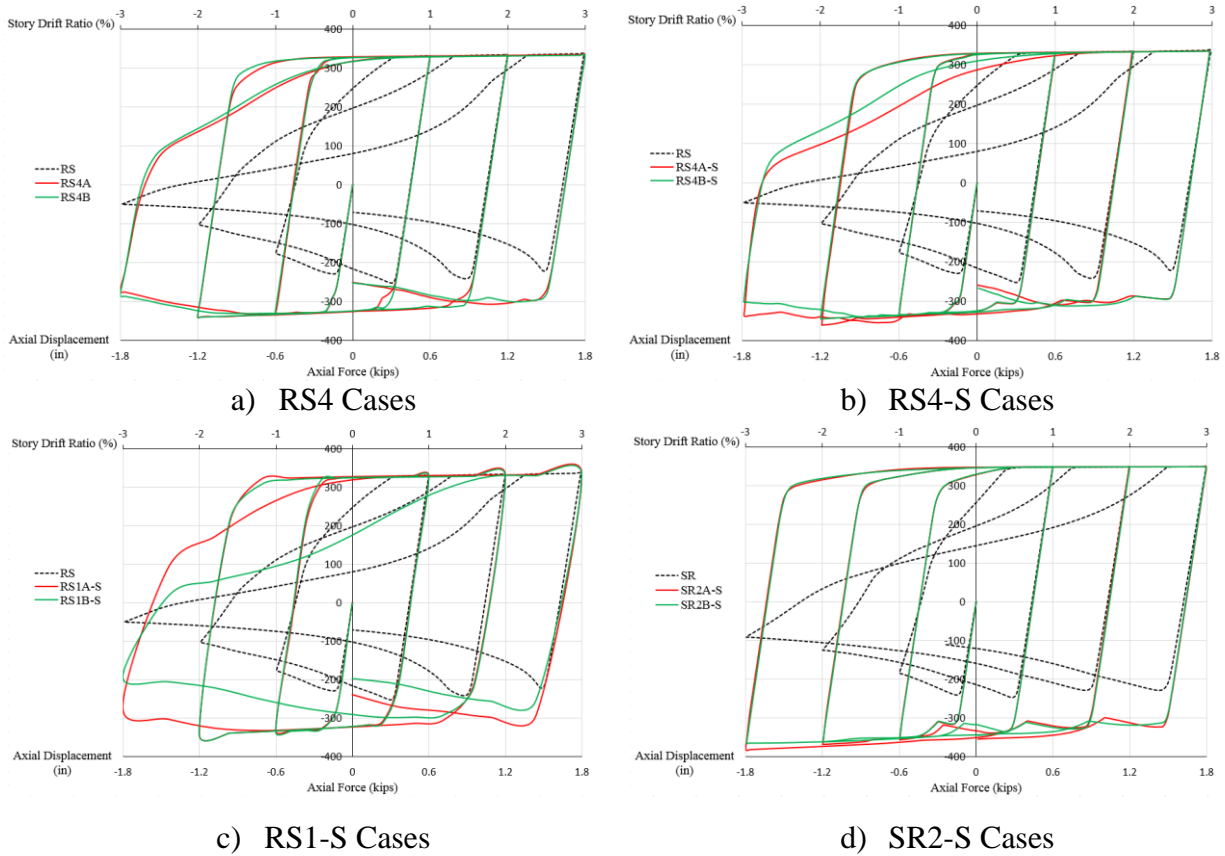 -3 -2 -1 0 1 2 3
Story Drift Ratio (%)
400
300
200
100
0
-100
-200
-300
-400
RS
RS4A
RS4B
Axial Displacement
(in)
-1.8 -1.2 -0.6 0 0.6 1.2 1.8
Axial Force (kips)
a) RS4 Cases
-3 -2 -1 0 1 2 3
Story Drift Ratio (%)
400
300
200
100
0
-100
-200
-300
-400
RS
RS4A-S
RS4B-S
Axial Displacement
(in)
-1.8 -1.2 -0.6 0 0.6 1.2 1.8
Axial Force (kips)
b) RS4-S Cases
-3 -2 -1 0 1 2 3
Story Drift Ratio (%)
400
300
200
100
0
-100
-200
-300
-400
RS
RS1A-S
RS1B-S
Axial Displacement
(in)
-1.8 -1.2 -0.6 0 0.6 1.2 1.8
Axial Force (kips)
c) RS1-S Cases
-3 -2 -1 0 1 2 3
Story Drift Ratio (%)
400
300
200
100
0
-100
-200
-300
-400
SR
SR2A-S
SR2B-S
Axial Displacement
(in)
-1.8 -1.2 -0.6 0 0.6 1.2 1.8
Axial Force (kips)
d) SR2-S Cases